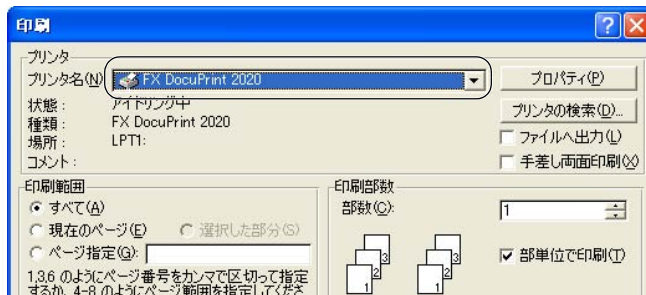 印刷
プリンタ
プリンタ名(N) FX DocuPrint 2020 プロパティ(P)
状態: アイドリング中 プリンタの検索(D)...
種類: FX DocuPrint 2020
場所: LPT1: ファイルへ出力(L)
コメント: 手差し両面印刷(X)
印刷範囲 印刷部数
すべて(A) 部数(C): 1
現在のページ(E) 選択した部分(S)
ページ指定(G): 部単位で印刷(T)
1,3,6 のようにページ番号をカンマで区切って指定
するか、4-8 のようにページ範囲を指定してくださ
3 3
2 2
1 1